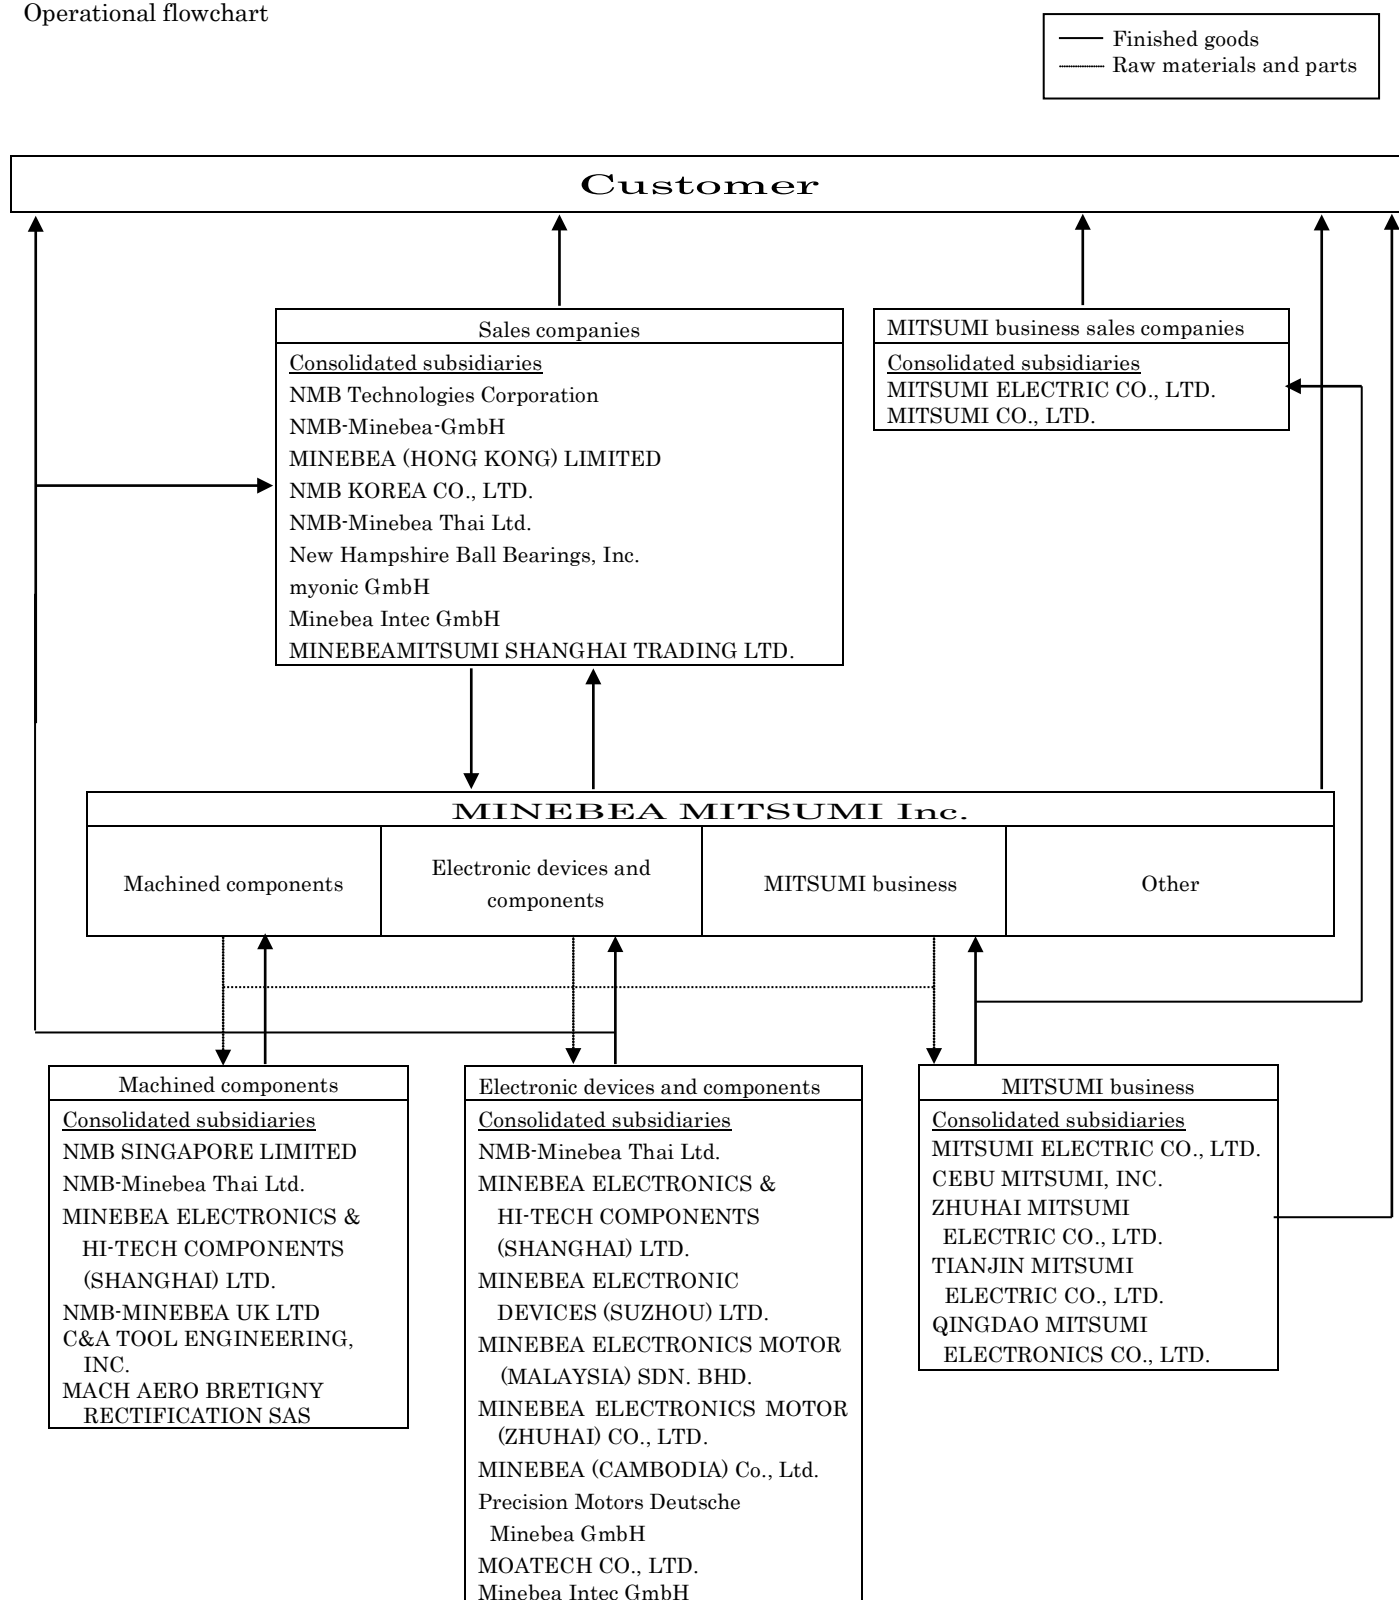 Operational flowchart
Finished goods
Raw materials and parts
Customer
Sales companies
Consolidated subsidiaries
NMB Technologies Corporation
NMB-Minebea-GmbH
MINEBEA (HONG KONG) LIMITED
NMB KOREA CO., LTD.
NMB-Minebea Thai Ltd.
New Hampshire Ball Bearings, Inc.
myonic GmbH
Minebea Intec GmbH
MINEBEAMITSUMI SHANGHAI TRADING LTD.
MITSUMI business sales companies
Consolidated subsidiaries
MITSUMI ELECTRIC CO., LTD.
MITSUMI CO., LTD.
MINEBEA MITSUMI Inc.
Machined components
Electronic devices and
components
MITSUMI business
Other
Machined components
Consolidated subsidiaries
NMB SINGAPORE LIMITED
NMB-Minebea Thai Ltd.
MINEBEA ELECTRONICS &
HI-TECH COMPONENTS
(SHANGHAI) LTD.
NMB-MINEBEA UK LTD
C&A TOOL ENGINEERING,
INC.
MACH AERO BRETIGNY
RECTIFICATION SAS
Electronic devices and components
Consolidated subsidiaries
NMB-Minebea Thai Ltd.
MINEBEA ELECTRONICS &
HI-TECH COMPONENTS
(SHANGHAI) LTD.
MINEBEA ELECTRONIC
DEVICES (SUZHOU) LTD.
MINEBEA ELECTRONICS MOTOR
(MALAYSIA) SDN. BHD.
MINEBEA ELECTRONICS MOTOR
(ZHUHAI) CO., LTD.
MINEBEA (CAMBODIA) Co., Ltd.
Precision Motors Deutsche
Minebea GmbH
MOATECH CO., LTD.
Minebea Intec GmbH
MITSUMI business
Consolidated subsidiaries
MITSUMI ELECTRIC CO., LTD.
CEBU MITSUMI, INC.
ZHUHAI MITSUMI
ELECTRIC CO., LTD.
TIANJIN MITSUMI
ELECTRIC CO., LTD.
QINGDAO MITSUMI
ELECTRONICS CO., LTD.